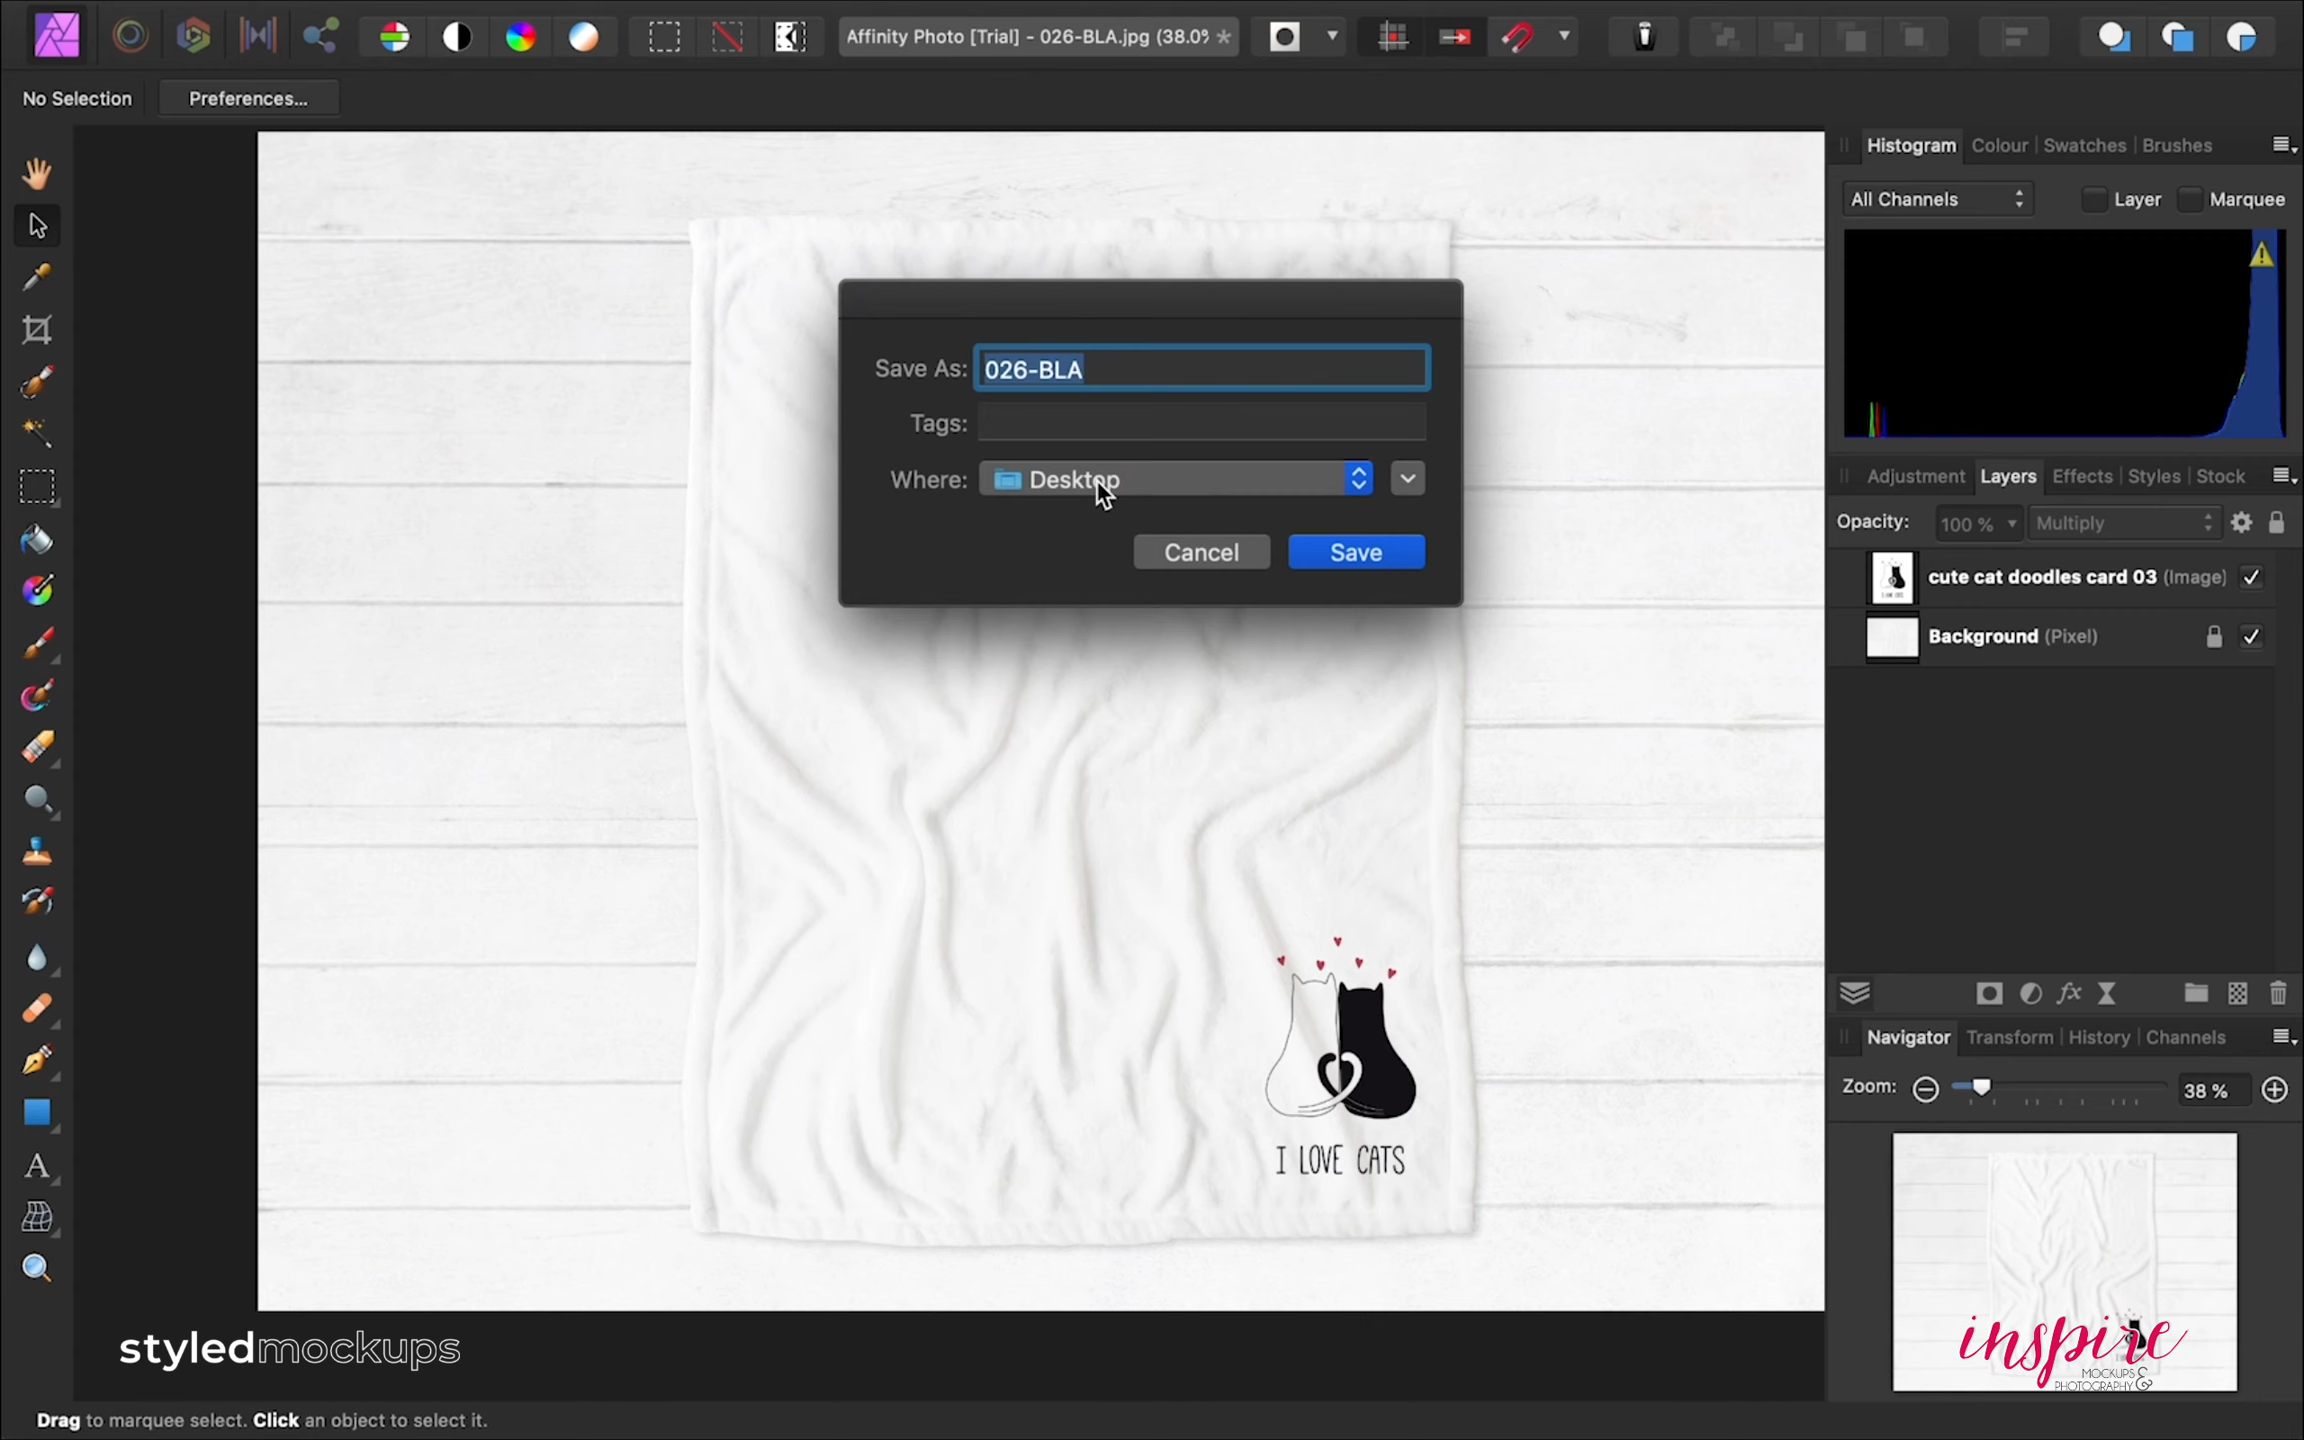 Affinity Photo [Trial] - 026-BLA.jpg (38.0% *
No Selection
Preferences...
Histogram
Colour
Swatches
Brushes
All Channels
Layer
Marquee
Save As:
026-BLA
Tags:
Where:
Desktop
Cancel
Save
Adjustment
Layers
Effects
Styles
Stock
Opacity:
100 %
Multiply
cute cat doodles card 03 (Image)
Background (Pixel)
fx
Navigator
Transform
History
Channels
Zoom:
38 %
A
I LOVE CATS
inspire
MOCKUPS &
PHOTOGRAPHY
styledmockups
Drag to marquee select. Click an object to select it.